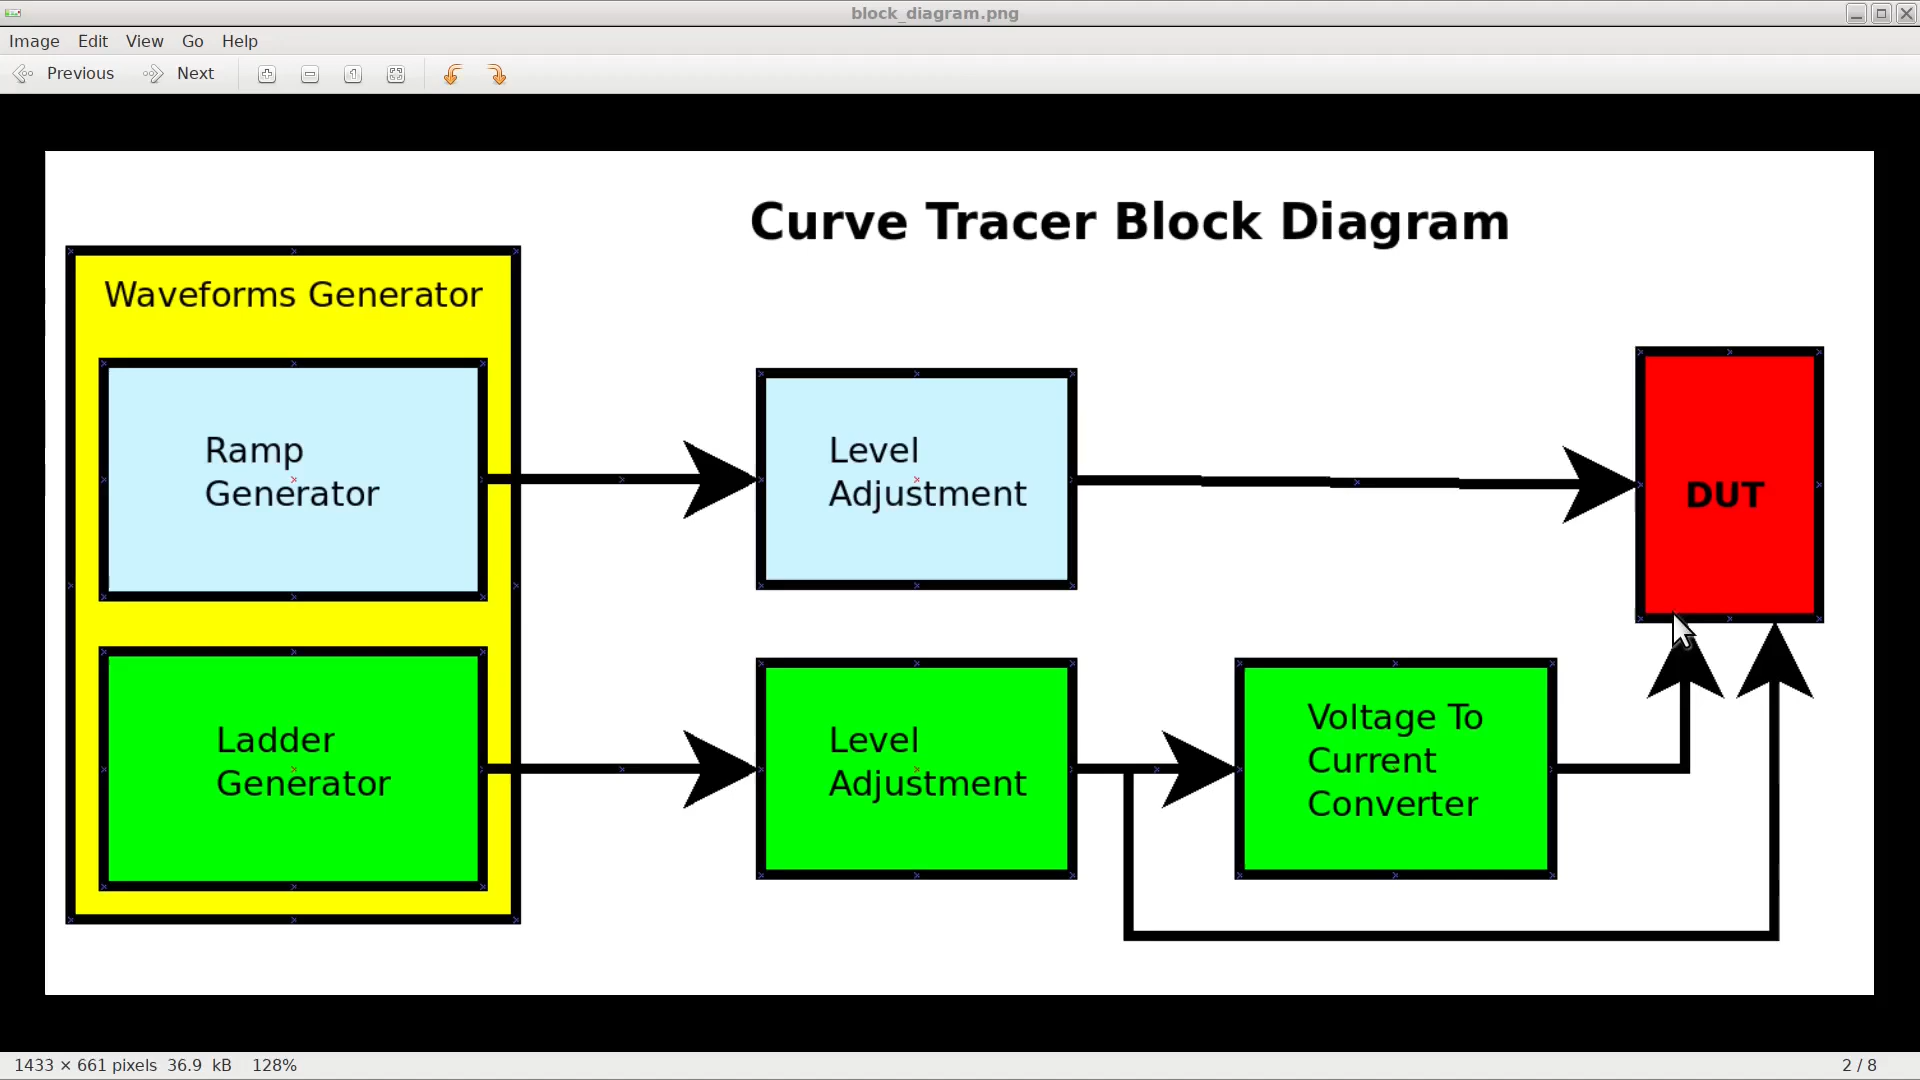 block_diagram.png
Image Edit View Go Help
Previous Next
Curve Tracer Block Diagram
Waveforms Generator
Ramp
Generator
Level
Adjustment
DUT
Ladder
Generator
Level
Adjustment
Voltage To
Current
Converter
1433 × 661 pixels 36.9 kB 128%
2 / 8